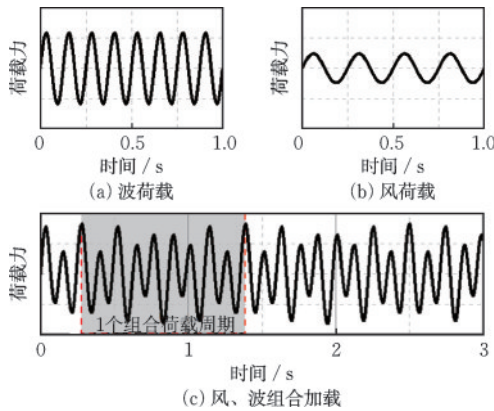 荷载力
荷载力
0 0.5 1.0
0 0.5 1.0
时间 / s
时间 / s
(a) 波荷载
(b) 风荷载
荷载力
1个组合荷载周期
0 1 2 3
时间 / s
(c) 风、波组合加载